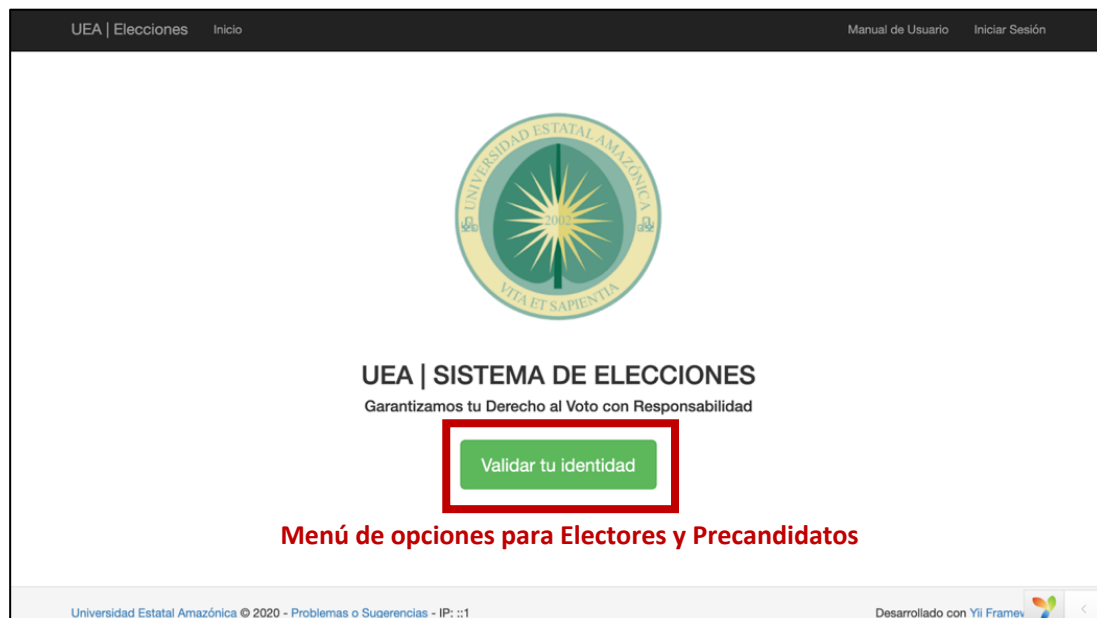 UEA | Elecciones Inicio Manual de Usuario Iniciar Sesión
UNIVERSIDAD ESTATAL AMAZÓNICA
2002
VITA ET SAPIENTIA
UEA | SISTEMA DE ELECCIONES
Garantizamos tu Derecho al Voto con Responsabilidad
Validar tu identidad
Menú de opciones para Electores y Precandidatos
Universidad Estatal Amazónica © 2020 - Problemas o Sugerencias - IP: ::1 Desarrollado con Yii